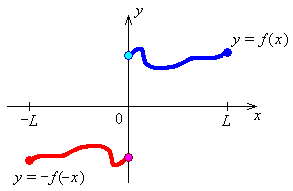 y
y = f(x)
−L 0 L x
y = −f(−x)